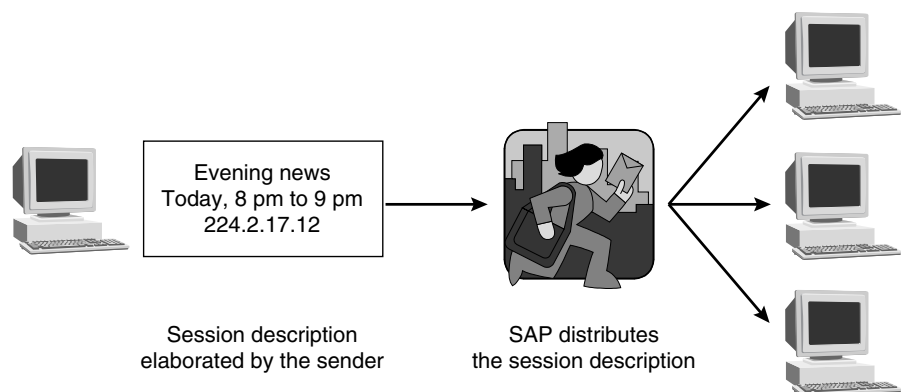 Evening news
Today, 8 pm to 9 pm
224.2.17.12
Session description
elaborated by the sender
SAP distributes
the session description